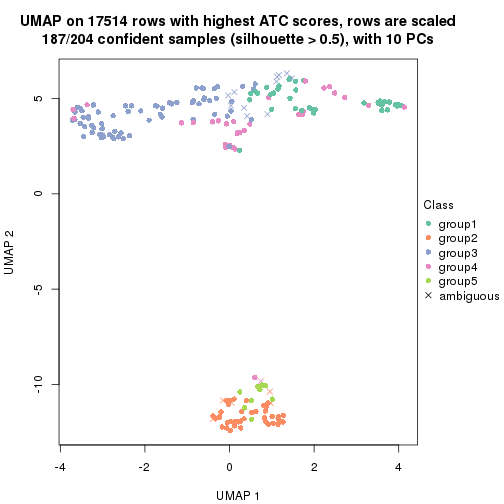 UMAP on 17514 rows with highest ATC scores, rows are scaled
187/204 confident samples (silhouette > 0.5), with 10 PCs
5
0
-5
-10
UMAP 2
-4
-2
0
2
4
UMAP 1
Class
group1
group2
group3
group4
group5
ambiguous